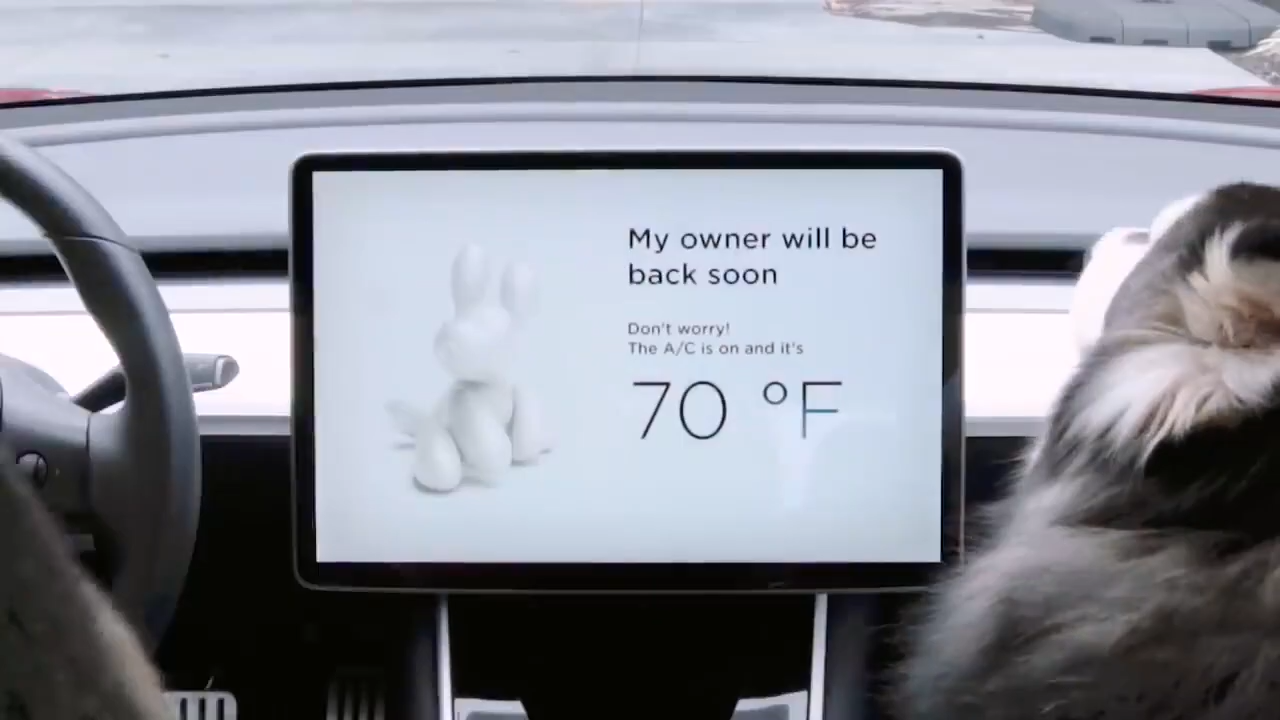 My owner will be
back soon
Don't worry!
The A/C is on and it's
70 °F